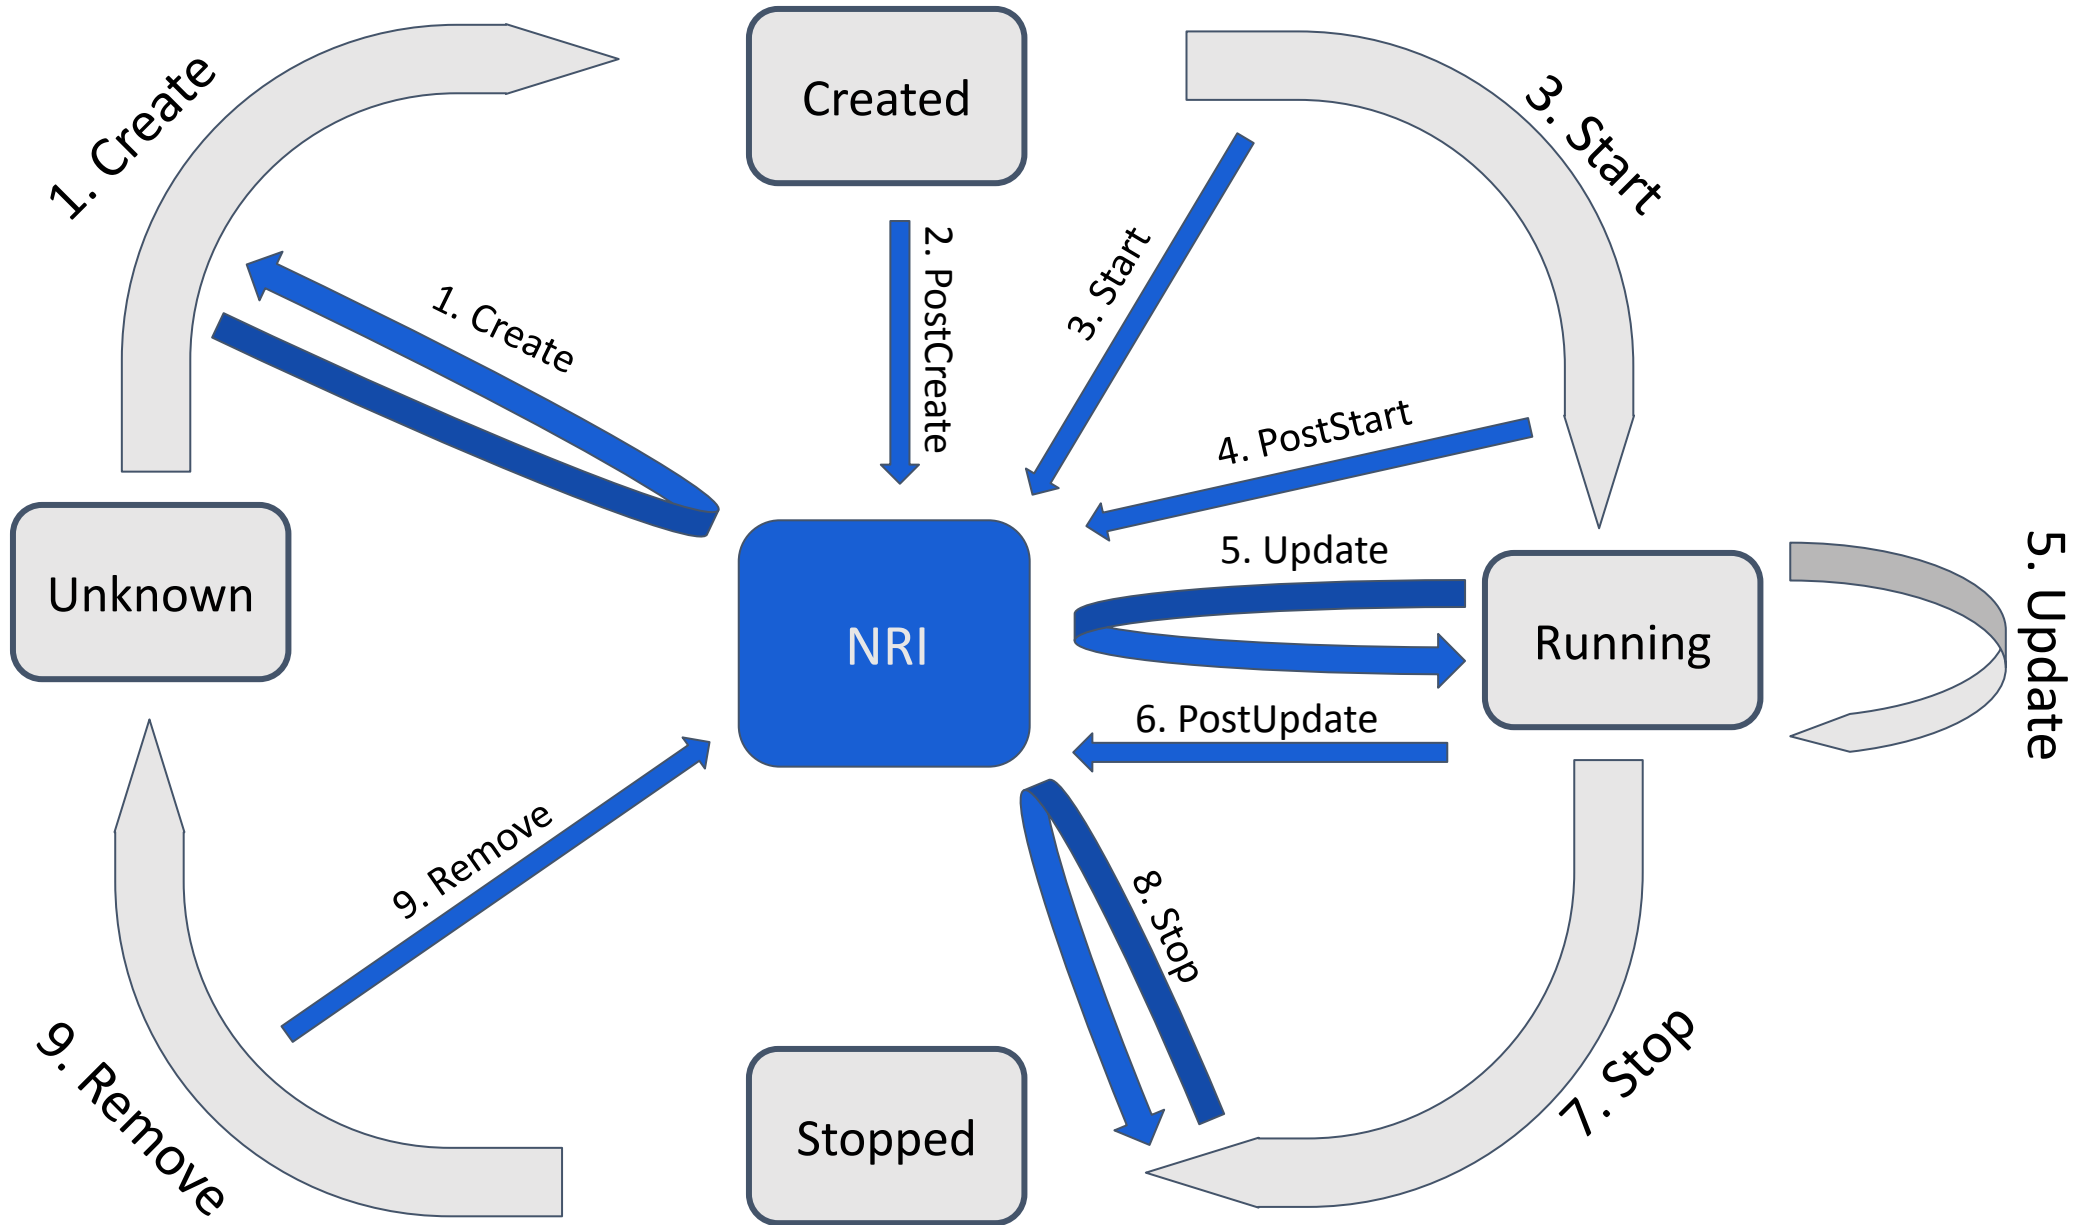 Created
1. Create
3. Start
2. PostCreate
3. Start
1. Create
4. PostStart
5. Update
Unknown
NRI
Running
5. Update
6. PostUpdate
9. Remove
8. Stop
9. Remove
7. Stop
Stopped